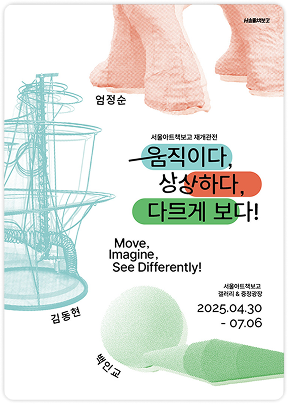 서울아트책보고
엄정순
서울아트책보고 재개관전
움직이다,
상상하다,
다르게 보다!
Move,
Imagine,
See Differently!
김동현
백인교
서울아트책보고
갤러리 & 중정광장
2025.04.30
- 07.06